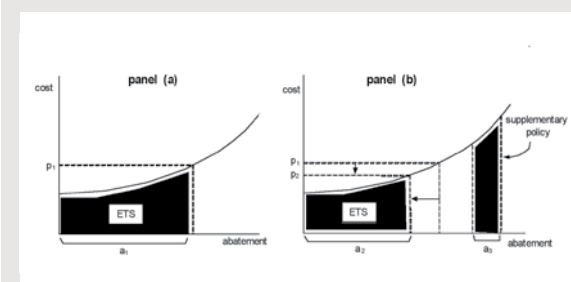 panel (a)
cost
P₁
ETS
a₁
abatement
panel (b)
cost
supplementary
policy
P₁
P₂
ETS
a₂
a₃
abatement